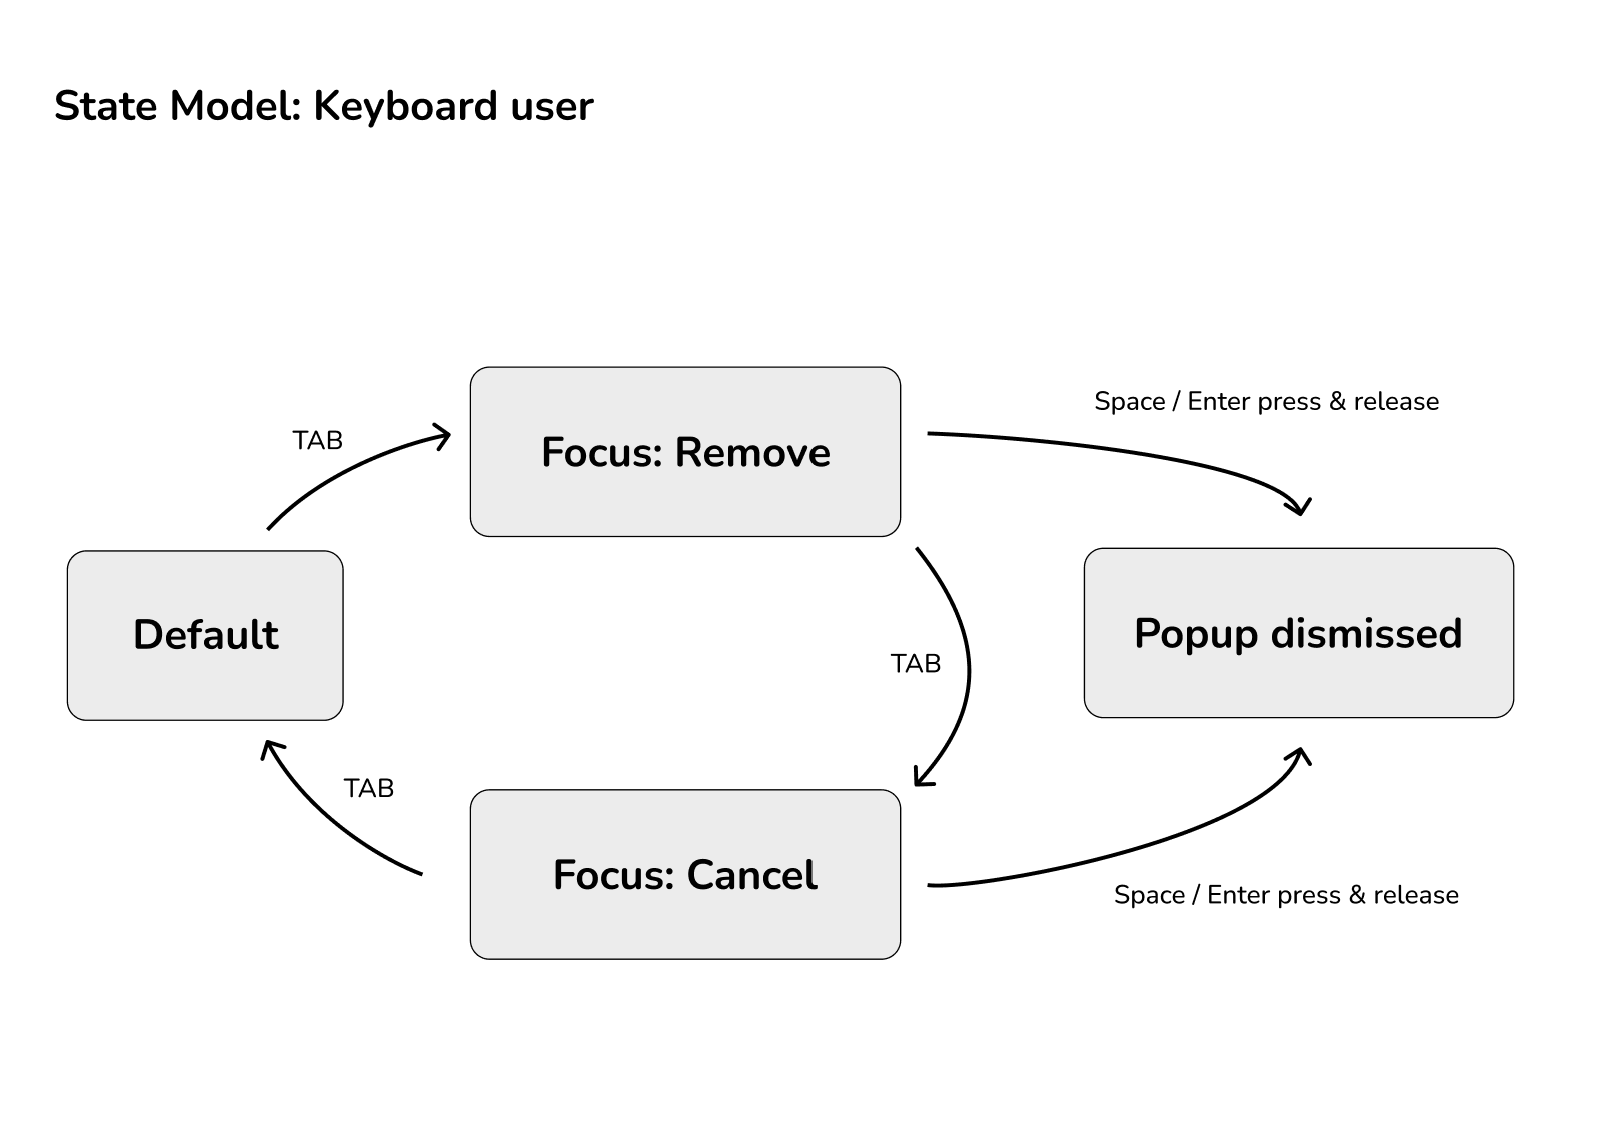 State Model: Keyboard user
Space / Enter press & release
TAB
Focus: Remove
Default
Popup dismissed
TAB
TAB
Focus: Cancel
Space / Enter press & release